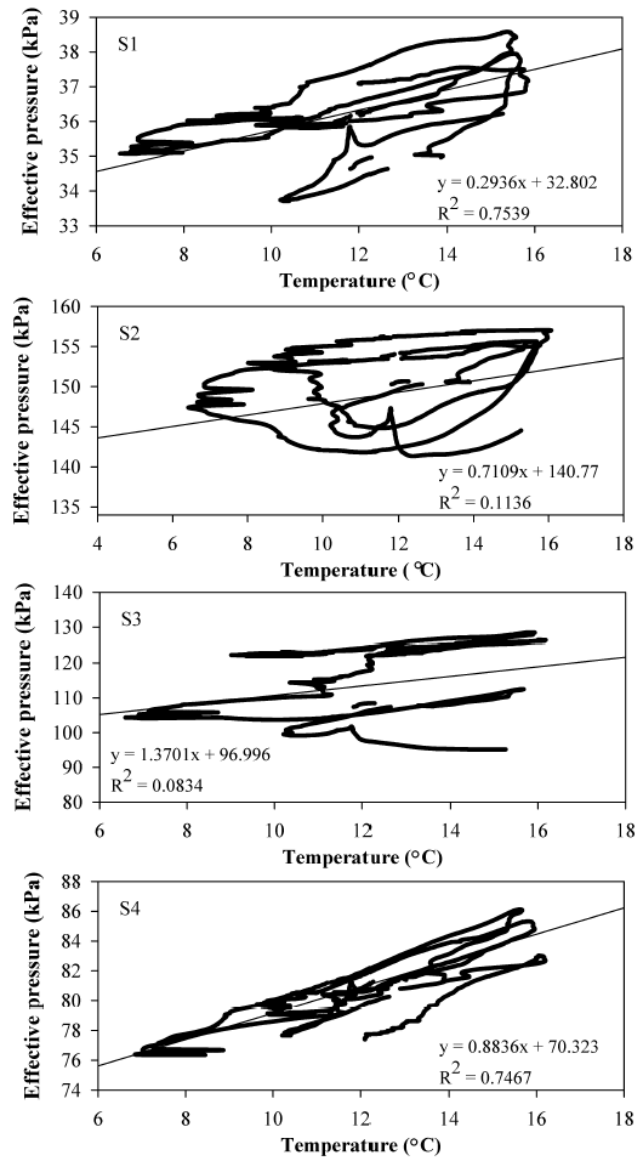 39
38
37
36
35
34
33
Effective pressure (kPa)
S1
y = 0.2936x + 32.802
R² = 0.7539
6 8 10 12 14 16 18
Temperature (°C)
160
155
150
145
140
135
Effective pressure (kPa)
S2
y = 0.7109x + 140.77
R² = 0.1136
4 6 8 10 12 14 16 18
Temperature (°C)
140
130
120
110
100
90
80
Effective pressure (kPa)
S3
y = 1.3701x + 96.996
R² = 0.0834
6 8 10 12 14 16 18
Temperature (°C)
88
86
84
82
80
78
76
74
Effective pressure (kPa)
S4
y = 0.8836x + 70.323
R² = 0.7467
6 8 10 12 14 16 18
Temperature (°C)